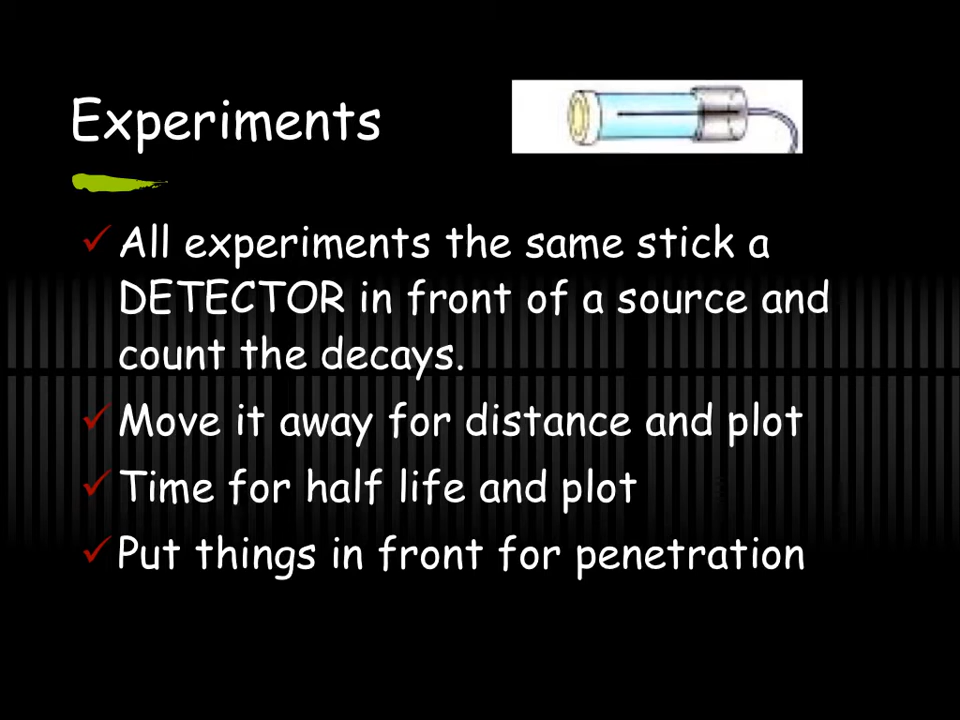 Experiments
All experiments the same stick a
DETECTOR in front of a source and
count the decays.
Move it away for distance and plot
Time for half life and plot
Put things in front for penetration